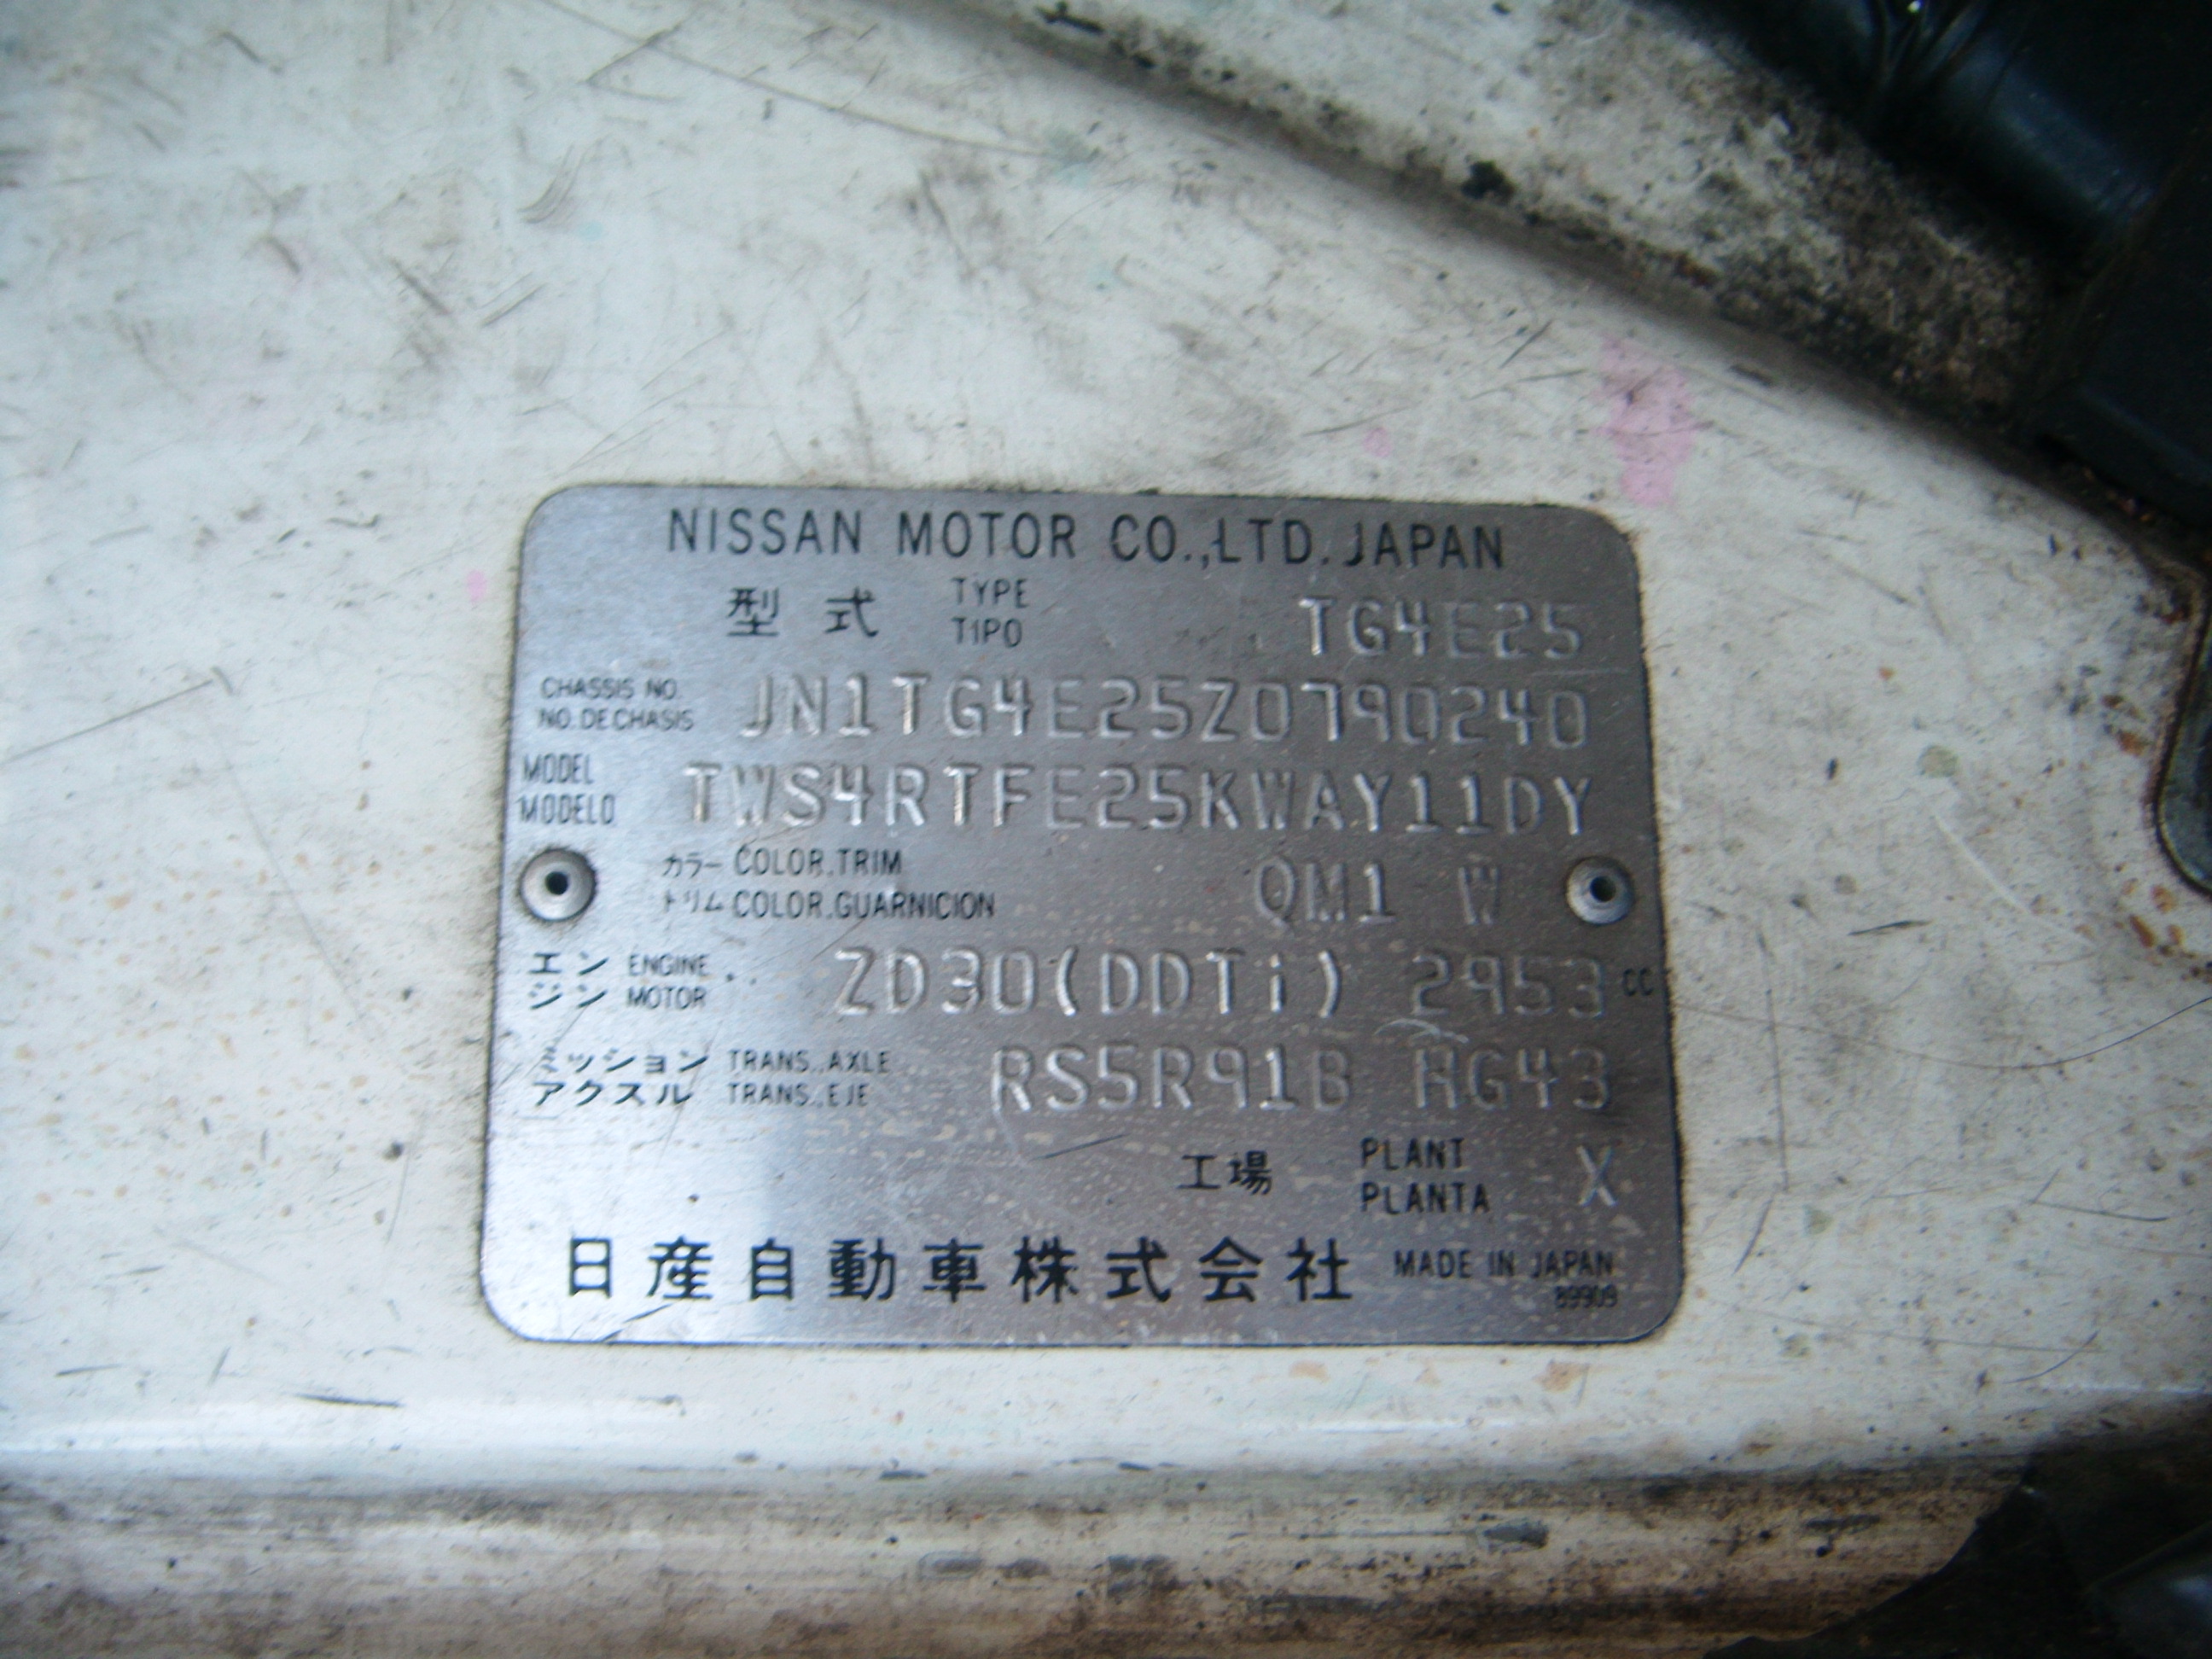 NISSAN MOTOR CO.,LTD. JAPAN
型 式 TYPE TIPO TG4E25
CHASSIS NO. NO. DE CHASIS JN1TG4E25Z0790240
MODEL MODELO TWS4RTFE25KWAY11DY
カラー COLOR,TRIM
トリム COLOR,GUARNICION QM1 W
エン ENGINE
ジン MOTOR ZD30(DDTi) 2953 CC
ミッション TRANS.,AXLE
アクスル TRANS.,EJE RS5R91B HG43
工場 PLANT PLANTA X
日産自動車株式会社 MADE IN JAPAN
89909